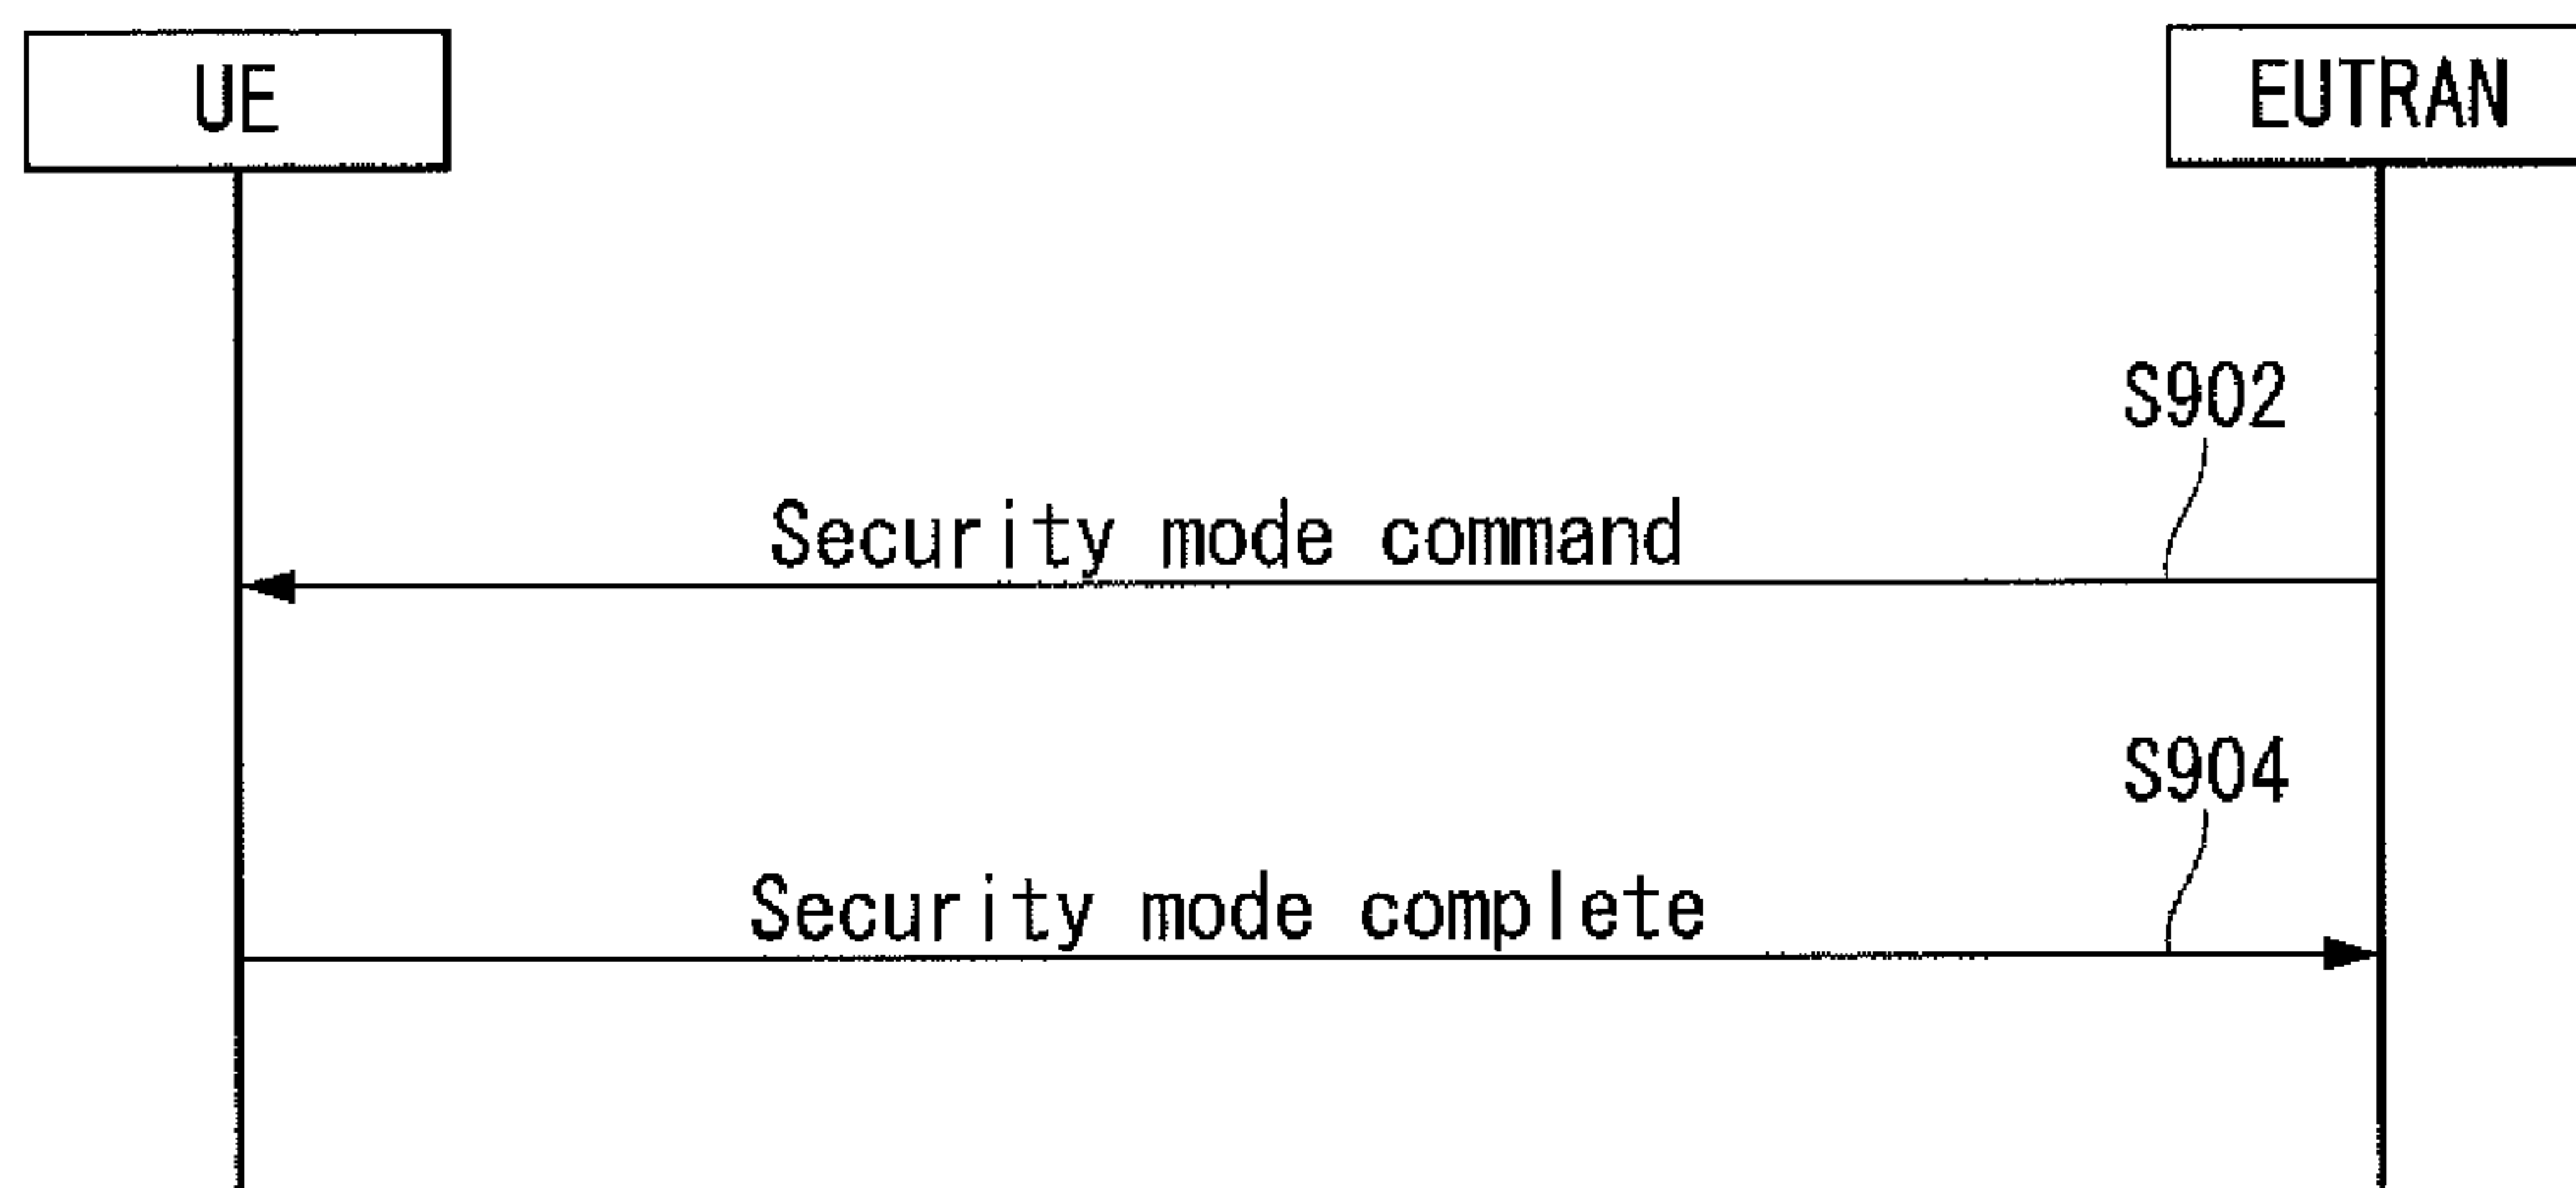 UE
EUTRAN
S902
Security mode command
S904
Security mode complete